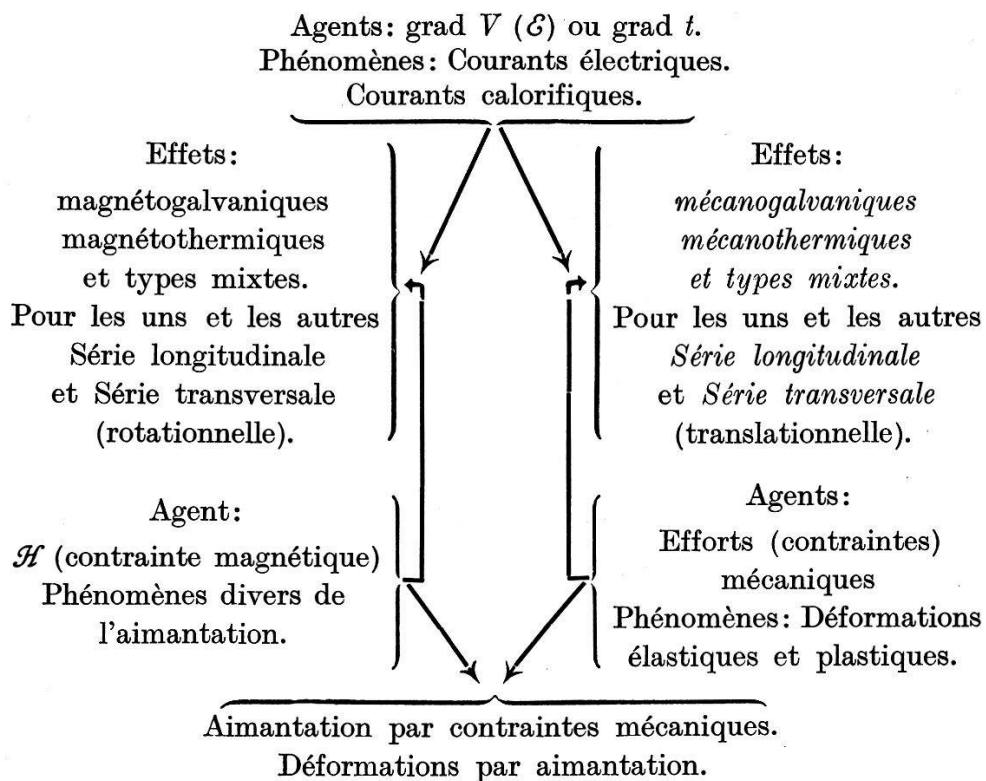 Agents: grad V (ℰ) ou grad t.
Phénomènes: Courants électriques.
Courants calorifiques.
Effets:
magnétogalvaniques
magnétothermiques
et types mixtes.
Pour les uns et les autres
Série longitudinale
et Série transversale
(rotationnelle).
Effets:
mécanogalvaniques
mécanothermiques
et types mixtes.
Pour les uns et les autres
Série longitudinale
et Série transversale
(translationnelle).
Agent:
ℋ (contrainte magnétique)
Phénomènes divers de
l'aimantation.
Agents:
Efforts (contraintes)
mécaniques
Phénomènes: Déformations
élastiques et plastiques.
Aimantation par contraintes mécaniques.
Déformations par aimantation.